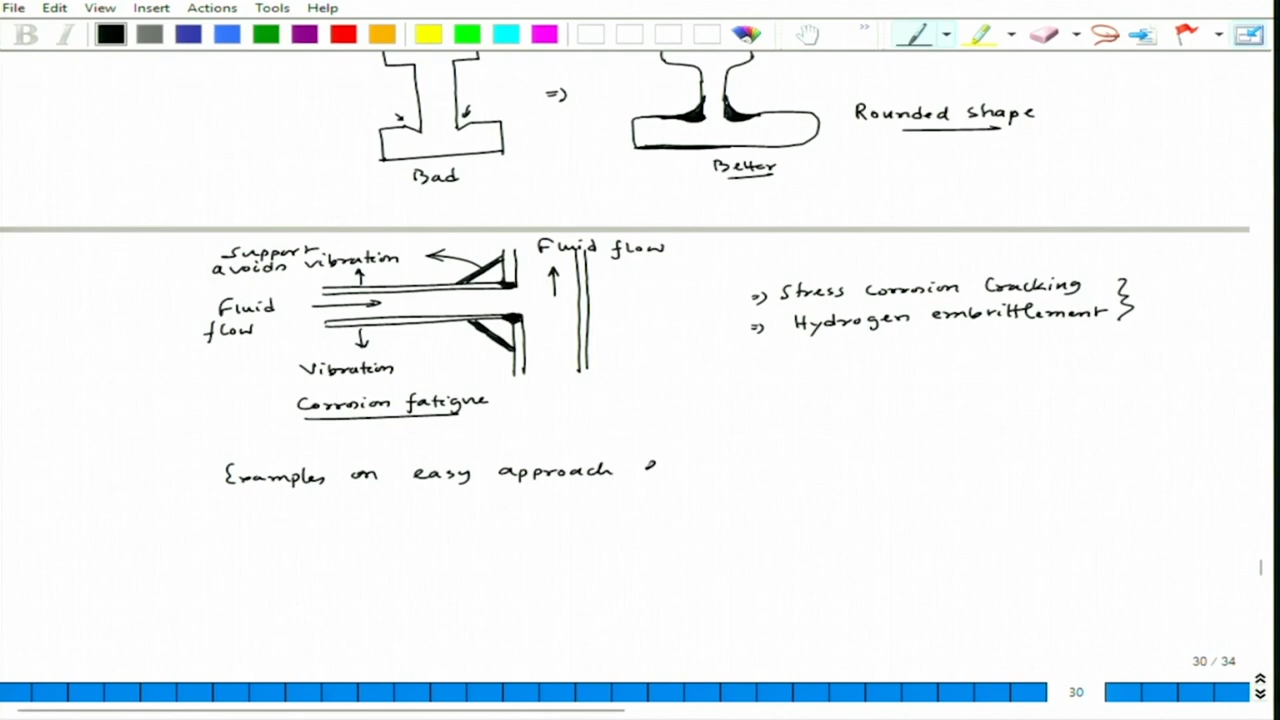 File Edit View Insert Actions Tools Help
B I
=>
Rounded shape
Bad
Better
Support
avoids vibration
Fluid flow
Fluid
flow
Vibration
Corrosion fatigue
=> Stress Corrosion Cracking
=> Hydrogen embrittlement
Examples on easy approach
30 / 34
30